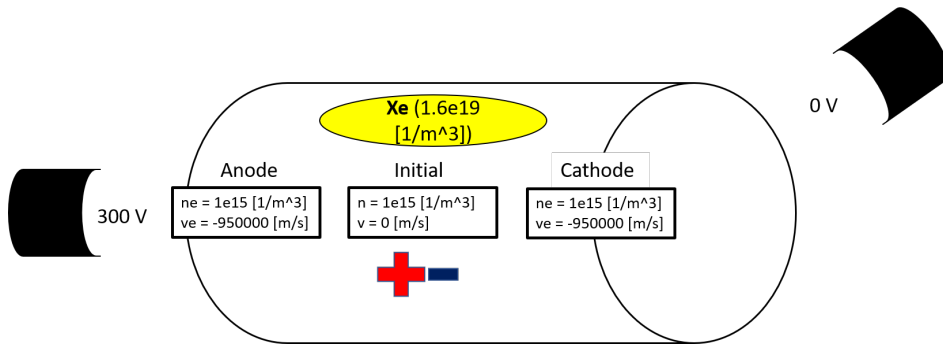 Xe (1.6e19
[1/m^3])
0 V
Anode
Initial
Cathode
300 V
ne = 1e15 [1/m^3]
ve = -950000 [m/s]
n = 1e15 [1/m^3]
v = 0 [m/s]
ne = 1e15 [1/m^3]
ve = -950000 [m/s]